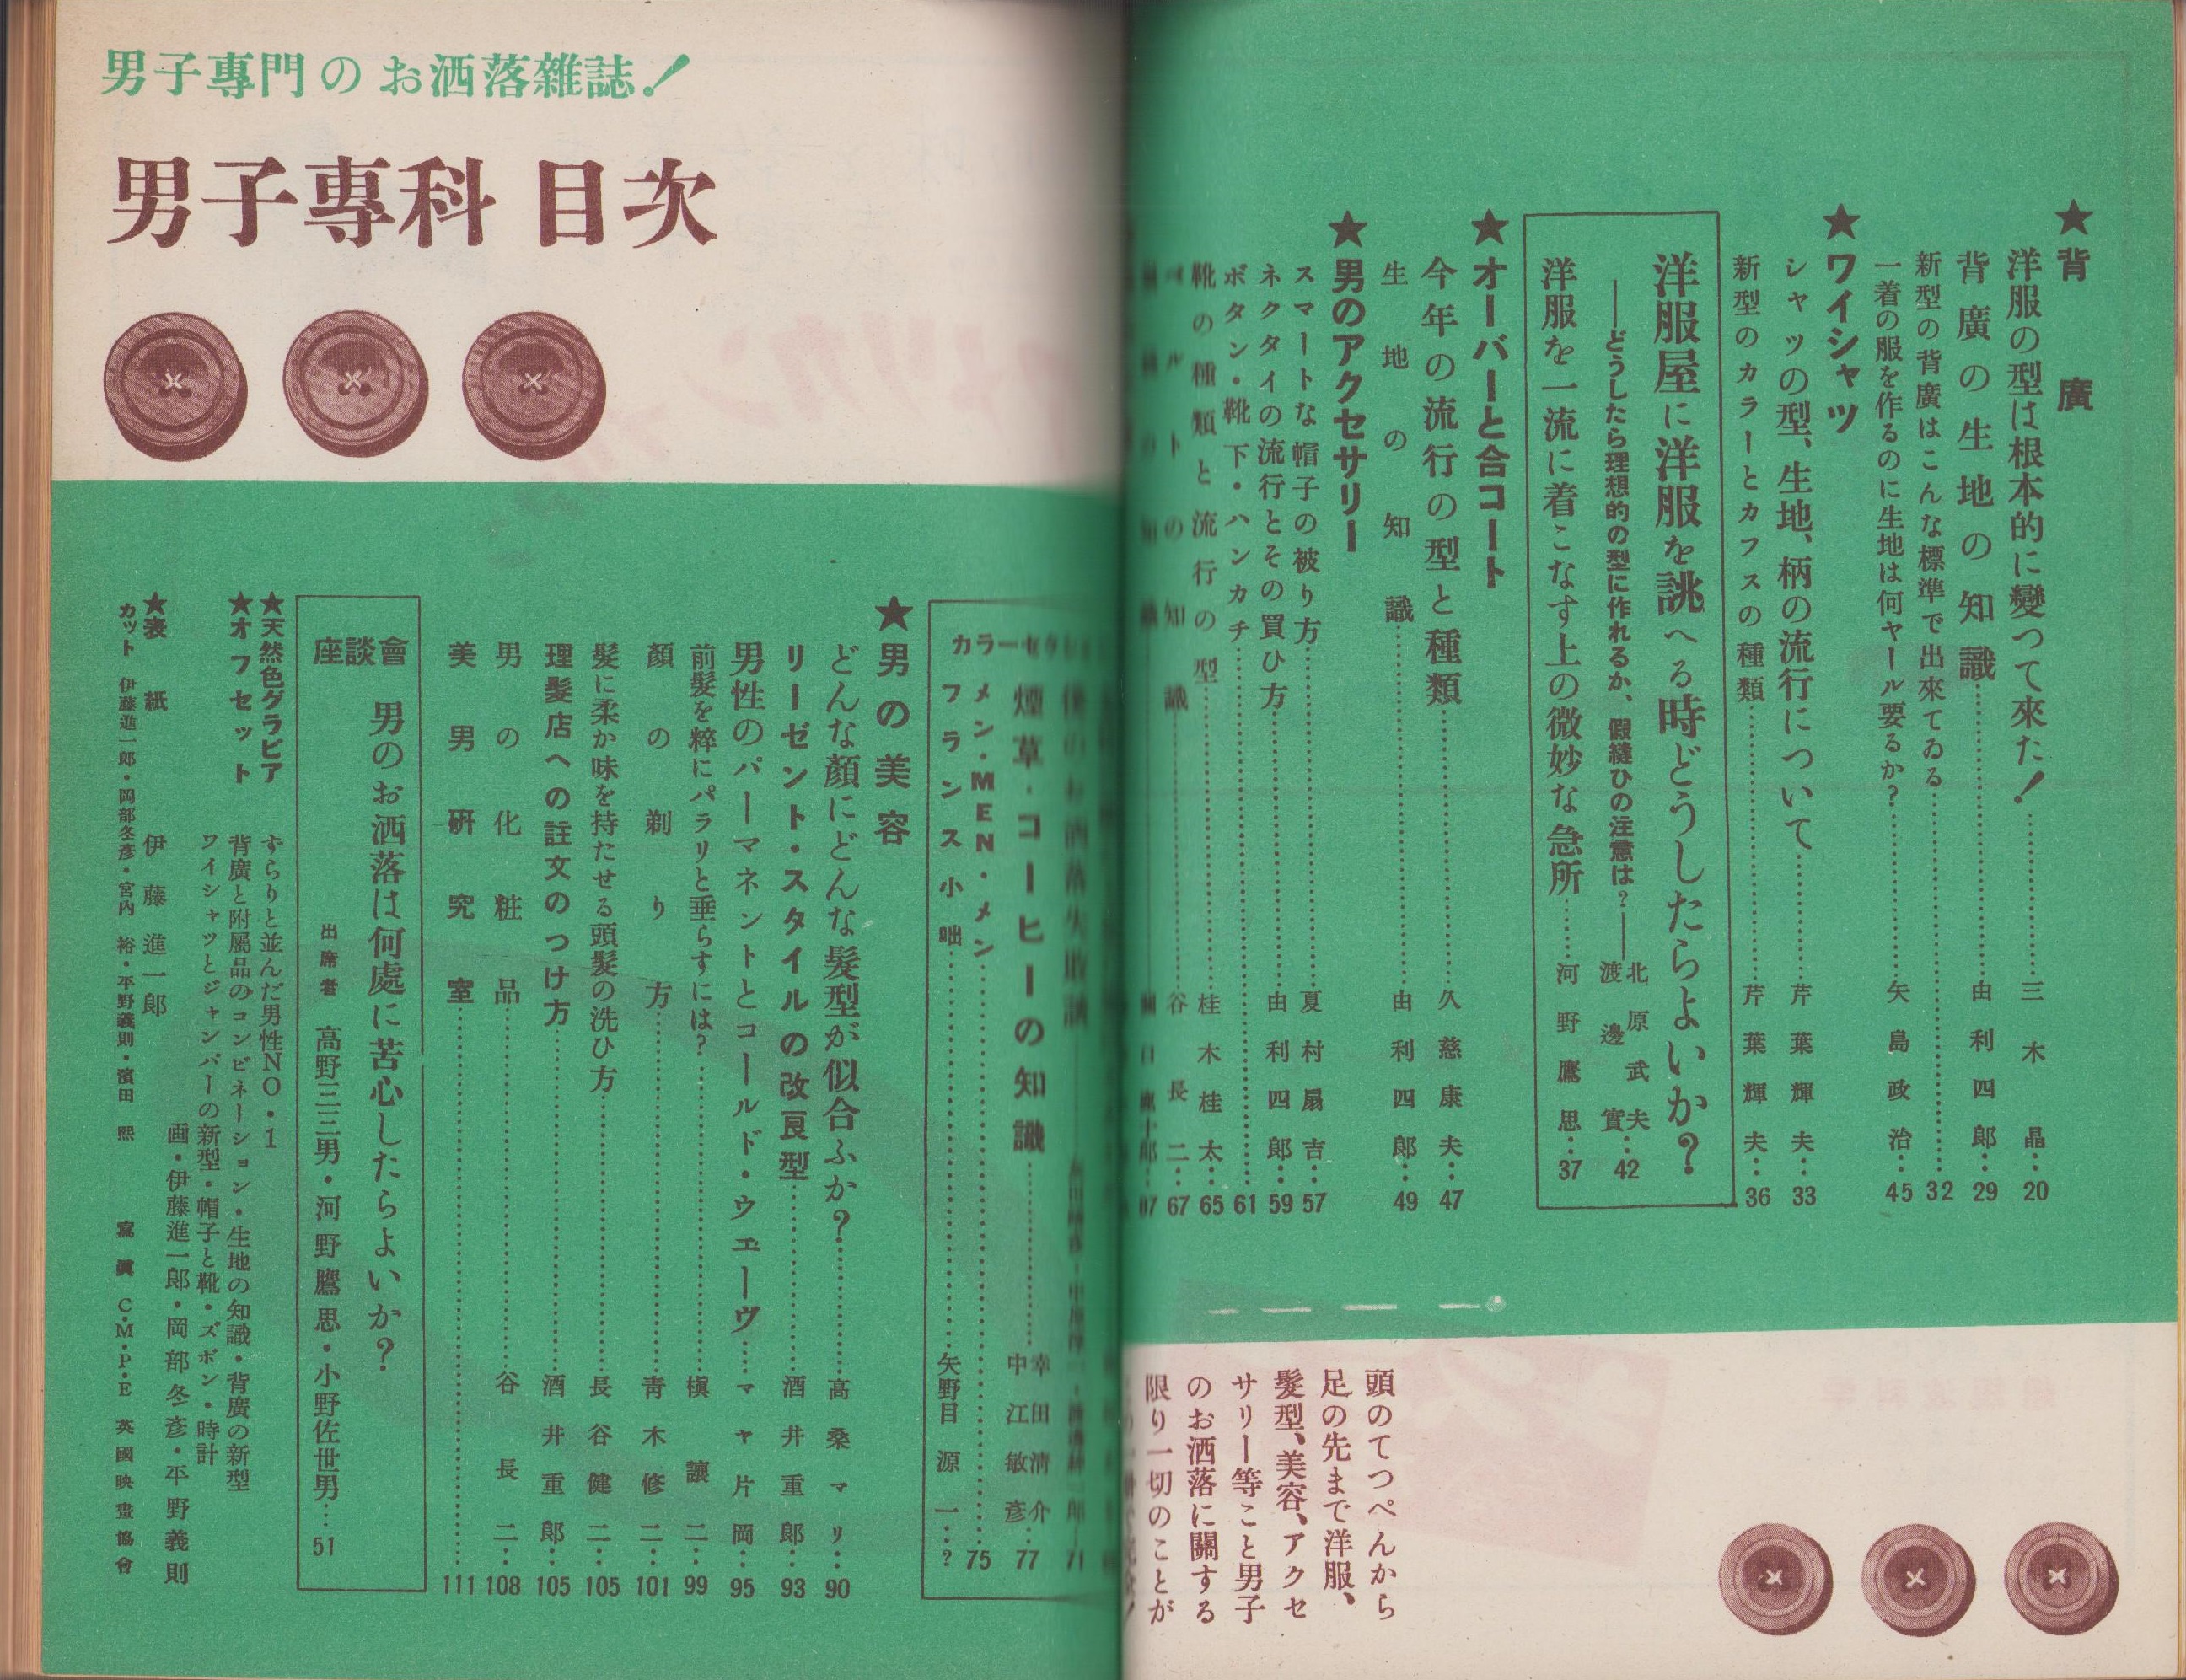 男子專門のお洒落雜誌！
男子專科 目次
★背廣
洋服の型は根本的に變つて來た！…………三木晶…20
背廣の生地の知識…………由利四郎…29
新型の背廣はこんな標準で出來てゐる…………32
一着の服を作るのに生地は何ヤール要るか？…………矢島政治…45
★ワイシャツ
シャツの型、生地、柄の流行について…………芹葉輝夫…33
新型のカラーとカフスの種類…………芹葉輝夫…36
洋服屋に洋服を誂へる時どうしたらよいか？
――どうしたら理想的の型に作れるか、假縫ひの注意は？――北原武夫 渡邊實…42
洋服を一流に着こなす上の微妙な急所……河野鷹思…37
★オーバーと合コート
今年の流行の型と種類…………久慈康夫…47
生地の知識…………由利四郎…49
★男のアクセサリー
スマートな帽子の被り方…………夏村扇吉…57
ネクタイの流行とその買ひ方…………由利四郎…59
ボタン・靴下・ハンカチ…………61
靴の種類と流行の型…………桂木桂太…65
ベルトの知識…………谷長二…67
頭のてつぺんから
足の先まで洋服、
髮型、美容、アクセ
サリー等こと男子
のお洒落に關する
限り一切のことが
カラーセク
71
煙草・コーヒーの知識…………幸田清介 中江敏彦…77
メン・MEN・メン…………75
フランス小咄…………矢野目源一…？
★男の美容
どんな顏にどんな髮型が似合ふか？…………高桑マリ…90
リーゼント・スタイルの改良型…………酒井重郎…93
男性のパーマネントとコールド・ウエーヴ……マヤ片岡…95
前髮を粹にパラリと垂らすには？…………槇讓二…99
顏の剃り方…………青木修二…101
髮に柔か味を持たせる頭髮の洗ひ方…………長谷健二…105
理髮店への註文のつけ方…………酒井重郎…105
男の化粧品…………谷長二…108
美男研究室…………111
座談會 男のお洒落は何處に苦心したらよいか？
出席者 高野三三男・河野鷹思・小野佐世男…51
★天然色グラビア ずらりと並んだ男性NO・1
★オフセット 背廣と附屬品のコンビネーション・生地の知識・背廣の新型
ワイシャツとジャンパーの新型・帽子と靴・ズボン・時計
画・伊藤進一郎・岡部冬彦・平野義則
★表紙 伊藤進一郎
カット 伊藤進一郎・岡部冬彦・宮内裕・平野義則・濱田熙 寫眞 C・M・P・E 英國映畫協會